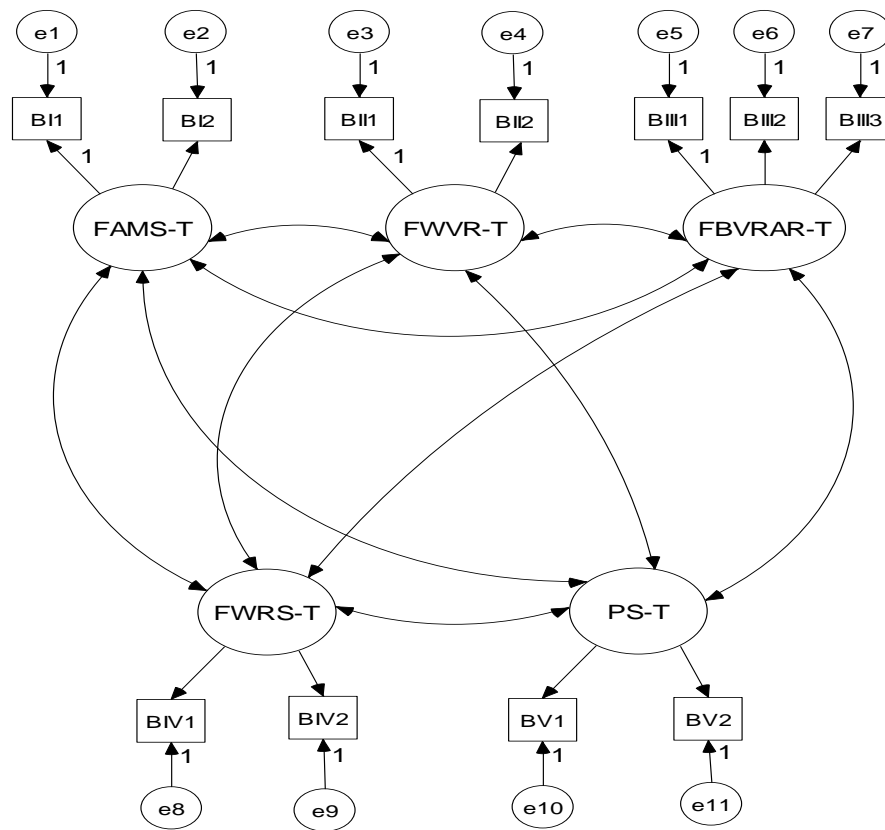 e1 e2 e3 e4 e5 e6 e7
1 1 1 1 1 1 1
BI1 BI2 BII1 BII2 BIII1 BIII2 BIII3
1 1 1
FAMS-T FWVR-T FBVRAR-T
FWRS-T PS-T
BIV1 BIV2 BV1 BV2
1 1 1 1
e8 e9 e10 e11